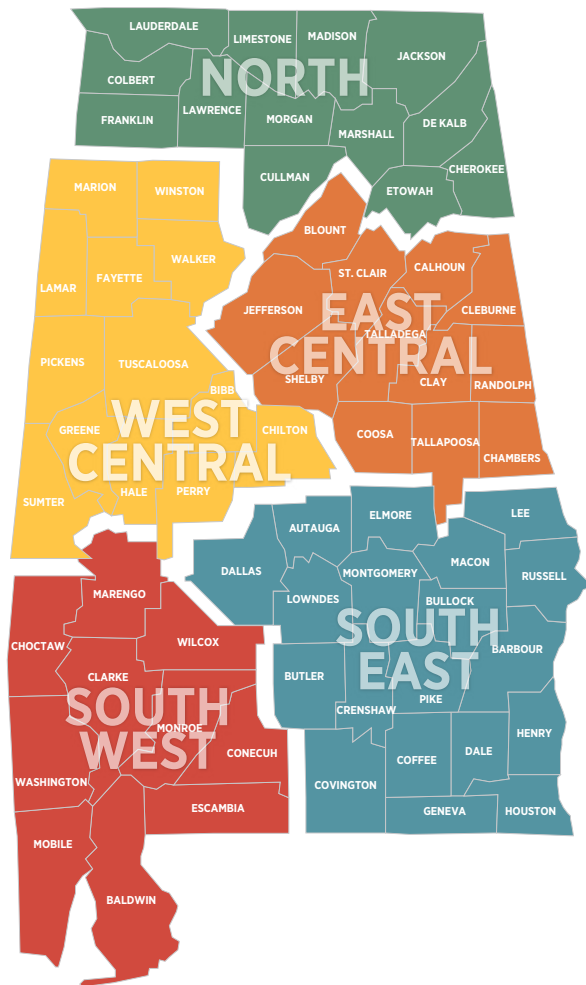 LAUDERDALE
LIMESTONE
MADISON
JACKSON
COLBERT
NORTH
LAWRENCE
FRANKLIN
MORGAN
DE KALB
MARSHALL
CHEROKEE
CULLMAN
ETOWAH
MARION
WINSTON
WALKER
FAYETTE
LAMAR
PICKENS
TUSCALOOSA
BIBB
WEST
CENTRAL
GREENE
CHILTON
HALE
PERRY
SUMTER
BLOUNT
ST. CLAIR
CALHOUN
JEFFERSON
EAST
CENTRAL
CLEBURNE
TALLADEGA
SHELBY
CLAY
RANDOLPH
COOSA
TALLAPOOSA
CHAMBERS
ELMORE
LEE
AUTAUGA
MACON
DALLAS
MONTGOMERY
RUSSELL
LOWNDES
BULLOCK
SOUTH
EAST
BARBOUR
BUTLER
PIKE
CRENSHAW
HENRY
DALE
COFFEE
COVINGTON
GENEVA
HOUSTON
MARENGO
CHOCTAW
WILCOX
CLARKE
SOUTH
WEST
MONROE
CONECUH
WASHINGTON
ESCAMBIA
MOBILE
BALDWIN